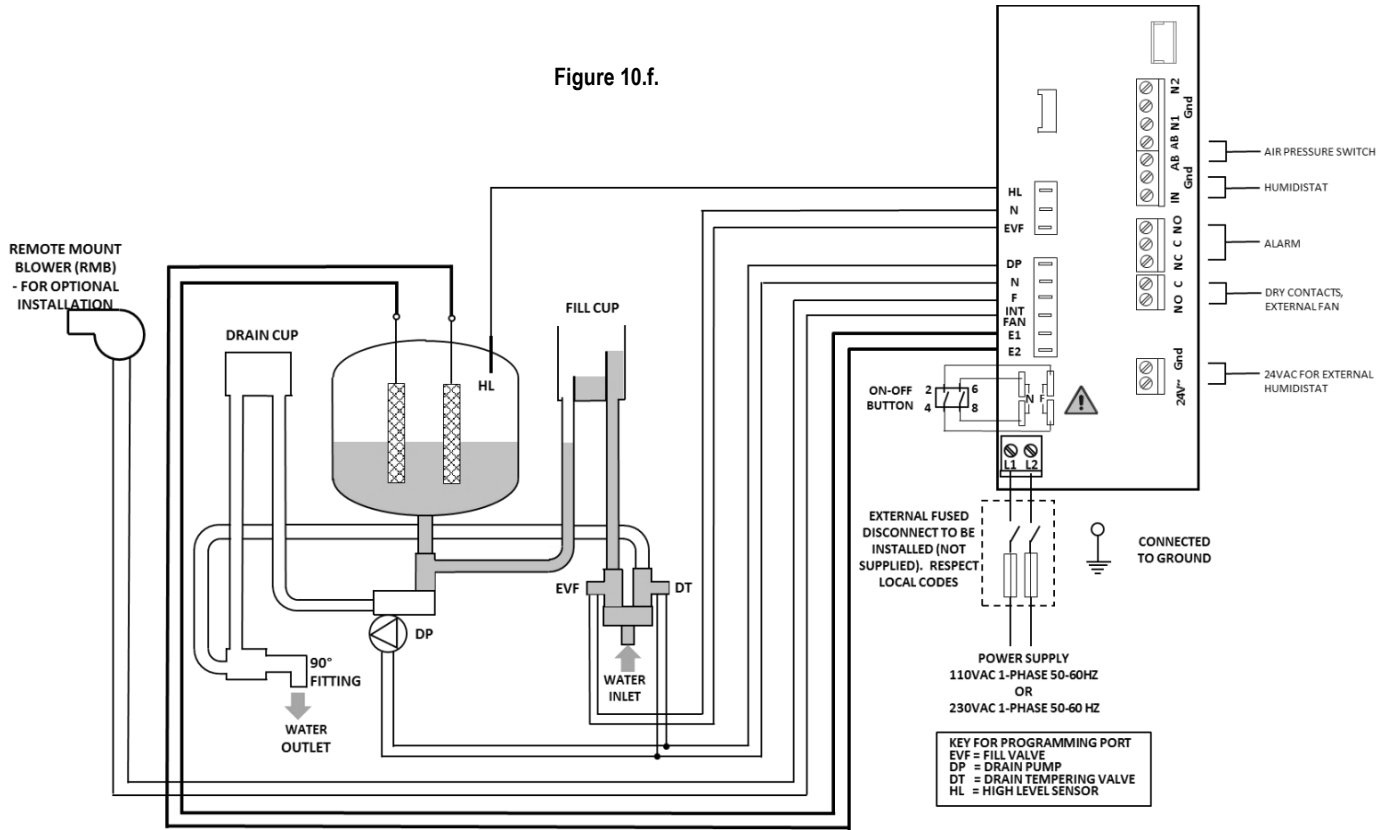 Figure 10.f.
REMOTE MOUNT
BLOWER (RMB)
- FOR OPTIONAL
INSTALLATION
DRAIN CUP
FILL CUP
HL
EVF
DT
DP
90°
FITTING
WATER
OUTLET
WATER
INLET
HL
N
EVF
DP
N
F
INT
FAN
E1
E2
ON-OFF
BUTTON
2
4
6
8
N F
L1 L2
N2
Gnd
N1
AB
AB
Gnd
IN
NO
C
NC
C
NO
Gnd
24V~
AIR PRESSURE SWITCH
HUMIDISTAT
ALARM
DRY CONTACTS,
EXTERNAL FAN
24VAC FOR EXTERNAL
HUMIDISTAT
EXTERNAL FUSED
DISCONNECT TO BE
INSTALLED (NOT
SUPPLIED). RESPECT
LOCAL CODES
CONNECTED
TO GROUND
POWER SUPPLY
110VAC 1-PHASE 50-60HZ
OR
230VAC 1-PHASE 50-60 HZ
KEY FOR PROGRAMMING PORT
EVF = FILL VALVE
DP = DRAIN PUMP
DT = DRAIN TEMPERING VALVE
HL = HIGH LEVEL SENSOR